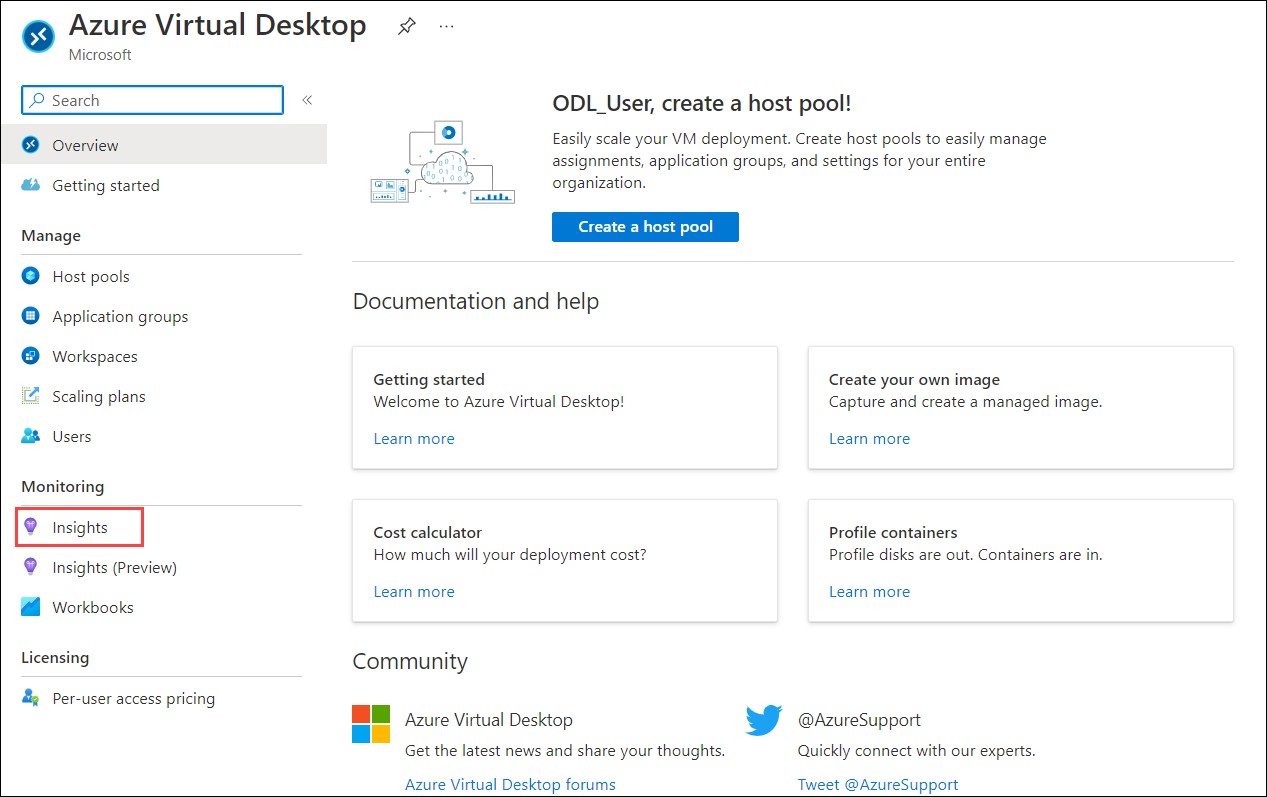 Azure Virtual Desktop
...
Microsoft
Search
«
Overview
Getting started
Manage
Host pools
Application groups
Workspaces
Scaling plans
Users
Monitoring
Insights
Insights (Preview)
Workbooks
Licensing
Per-user access pricing
ODL_User, create a host pool!
Easily scale your VM deployment. Create host pools to easily manage
assignments, application groups, and settings for your entire
organization.
Create a host pool
Documentation and help
Getting started
Welcome to Azure Virtual Desktop!
Learn more
Create your own image
Capture and create a managed image.
Learn more
Cost calculator
How much will your deployment cost?
Learn more
Profile containers
Profile disks are out. Containers are in.
Learn more
Community
Azure Virtual Desktop
Get the latest news and share your thoughts.
Azure Virtual Desktop forums
@AzureSupport
Quickly connect with our experts.
Tweet @AzureSupport